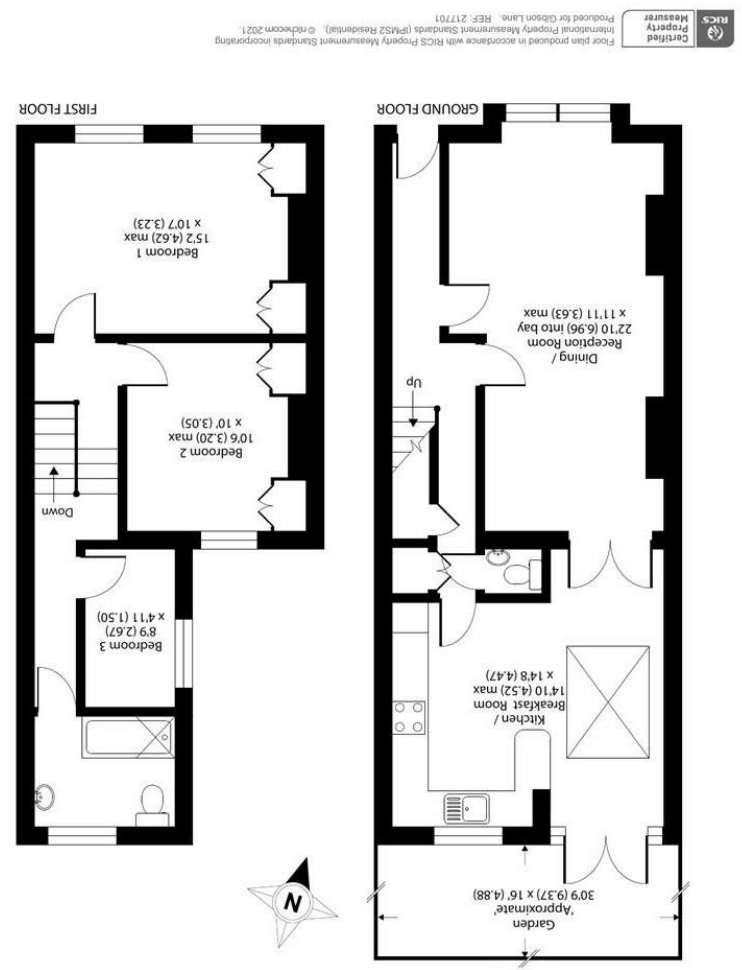 Garden
'Approximate'
30'9 (9.37) x 16' (4.88)
N
Kitchen /
Breakfast Room
14'10 (4.52) max
x 14'8 (4.47)
Up
Dining /
Reception Room
22'10 (6.96) into bay
x 11'11 (3.63) max
GROUND FLOOR
Bedroom 3
8'9 (2.67)
x 4'11 (1.50)
Down
Bedroom 2
10'6 (3.20) max
x 10' (3.05)
Bedroom 1
15'2 (4.62) max
x 10'7 (3.23)
FIRST FLOOR
RICS
Certified
Property
Measurer
Floor plan produced in accordance with RICS Property Measurement Standards incorporating
International Property Measurement Standards (IPMS2 Residential). © nichecom 2021.
Produced for Gibson Lane. REF: 217701